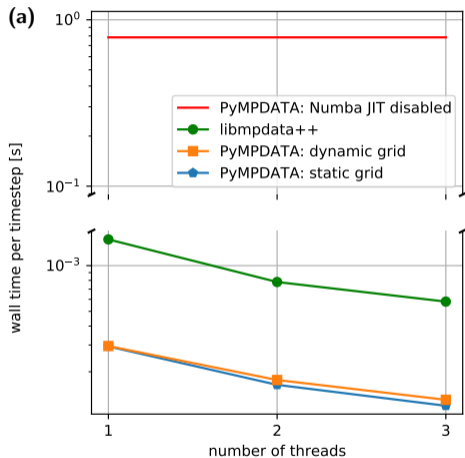 (a)
10⁰
PyMPDATA: Numba JIT disabled
libmpdata++
PyMPDATA: dynamic grid
PyMPDATA: static grid
10⁻¹
wall time per timestep [s]
10⁻³
1 2 3
number of threads